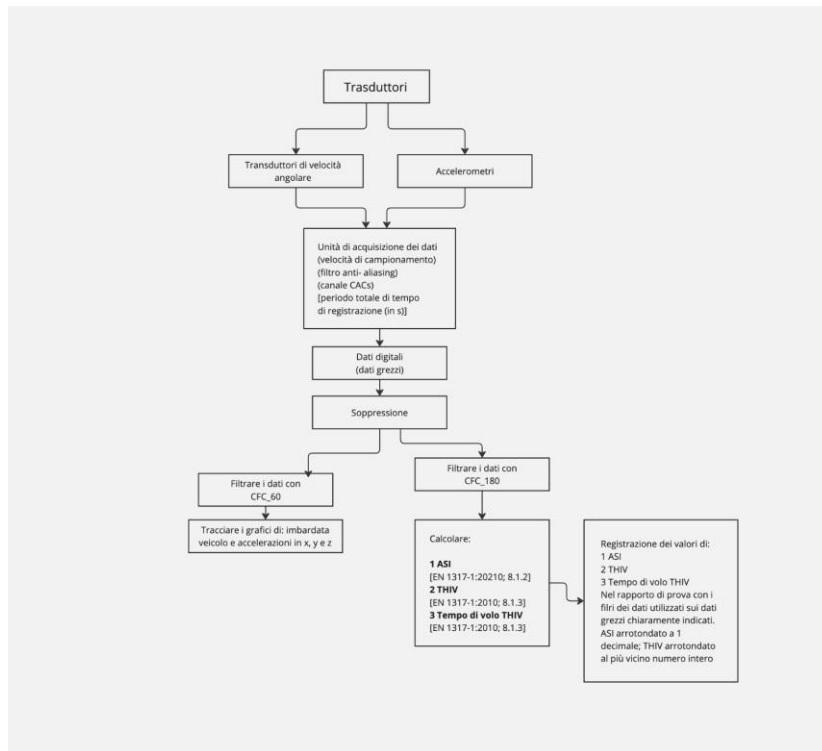 Trasduttori
Transduttori di velocità
angolare
Accelerometri
Unità di acquisizione dei dati
(velocità di campionamento)
(filtro anti- aliasing)
(canale CACs)
[periodo totale di tempo
di registrazione (in s)]
Dati digitali
(dati grezzi)
Soppressione
Filtrare i dati con
CFC_60
Filtrare i dati con
CFC_180
Tracciare i grafici di: imbardata
veicolo e accelerazioni in x, y e z
Calcolare:
1 ASI
[EN 1317-1:20210; 8.1.2]
2 THIV
[EN 1317-1:2010; 8.1.3]
3 Tempo di volo THIV
[EN 1317-1:2010; 8.1.3]
Registrazione dei valori di:
1 ASI
2 THIV
3 Tempo di volo THIV
Nel rapporto di prova con i
filri dei dati utilizzati sui dati
grezzi chiaramente indicati.
ASI arrotondato a 1
decimale; THIV arrotondato
al più vicino numero intero